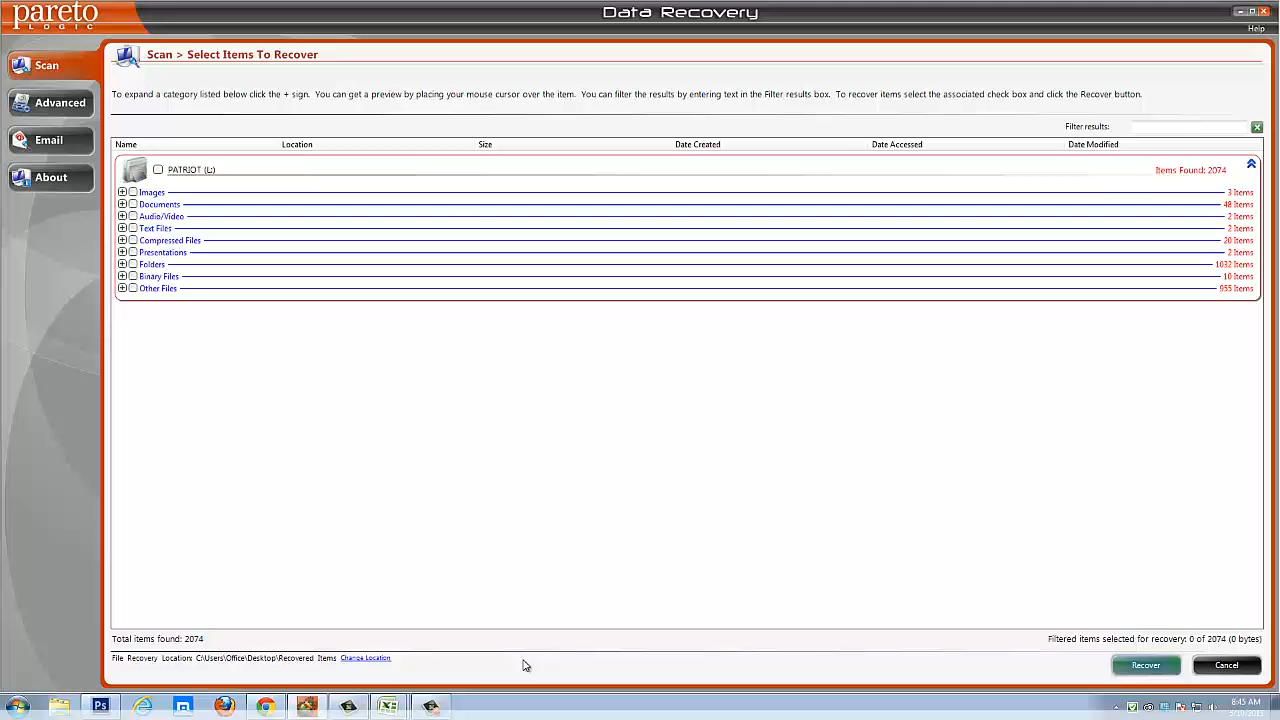 pareto
LOGIC
Data Recovery
Help
Scan
Advanced
Email
About
Scan > Select Items To Recover
To expand a category listed below click the + sign. You can get a preview by placing your mouse cursor over the item. You can filter the results by entering text in the Filter results box. To recover items select the associated check box and click the Recover button.
Filter results:
Name Location Size Date Created Date Accessed Date Modified
PATRIOT (L:) Items Found: 2074
Images 3 Items
Documents 48 Items
Audio/Video 2 Items
Text Files 2 Items
Compressed Files 20 Items
Presentations 2 Items
Folders 1032 Items
Binary Files 10 Items
Other Files 955 Items
Total items found: 2074 Filtered items selected for recovery: 0 of 2074 (0 bytes)
File Recovery Location: C:\Users\Office\Desktop\Recovered Items Change Location
Recover Cancel
Ps
8:45 AM